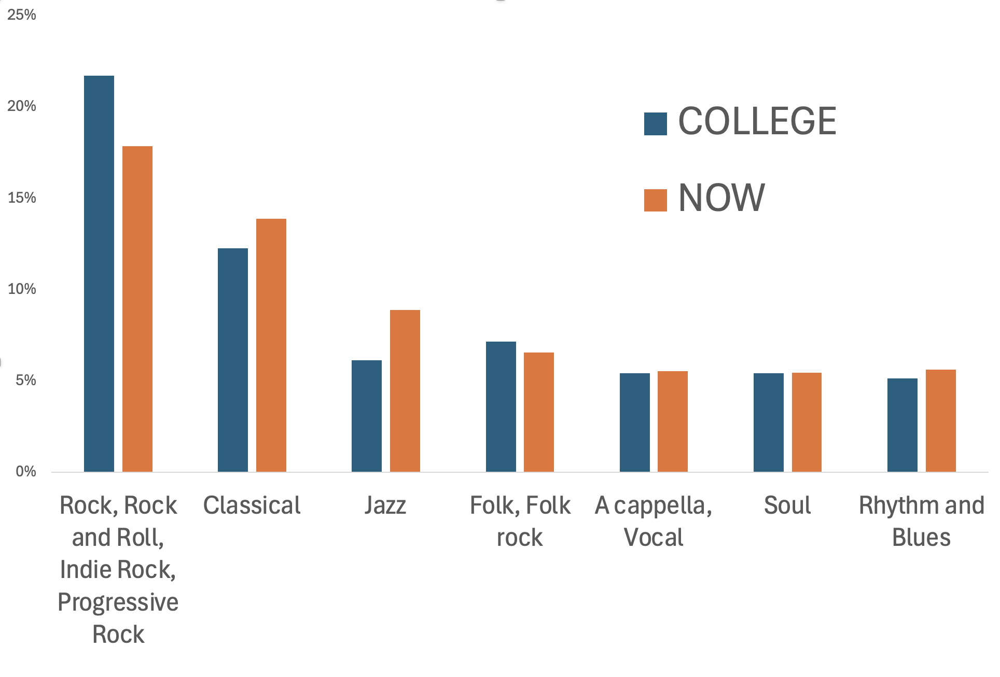 25%
20%
15%
10%
5%
0%
COLLEGE
NOW
Rock, Rock
and Roll,
Indie Rock,
Progressive
Rock
Classical
Jazz
Folk, Folk
rock
A cappella,
Vocal
Soul
Rhythm and
Blues